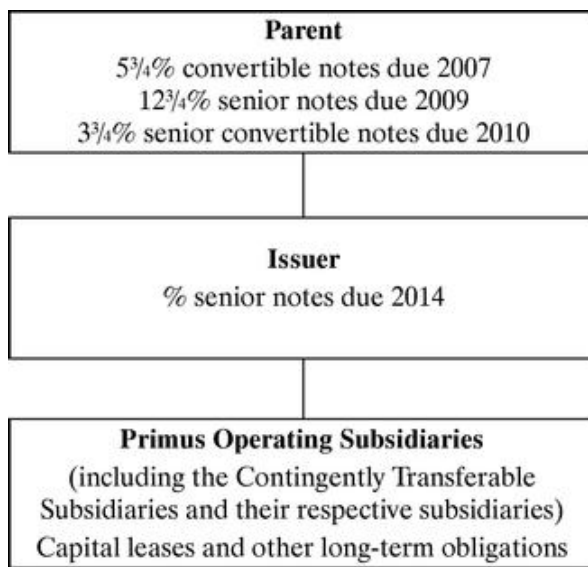 Parent
5¾% convertible notes due 2007
12¾% senior notes due 2009
3¾% senior convertible notes due 2010
Issuer
% senior notes due 2014
Primus Operating Subsidiaries
(including the Contingently Transferable
Subsidiaries and their respective subsidiaries)
Capital leases and other long-term obligations